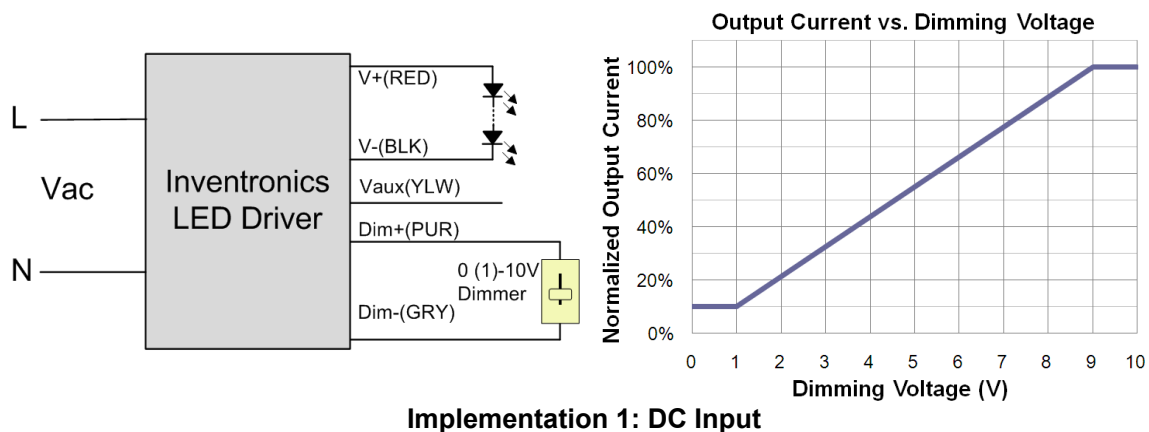 L
Vac
N
Inventronics
LED Driver
V+(RED)
V-(BLK)
Vaux(YLW)
Dim+(PUR)
0 (1)-10V
Dimmer
Dim-(GRY)
Output Current vs. Dimming Voltage
Normalized Output Current
100%
80%
60%
40%
20%
0%
0 1 2 3 4 5 6 7 8 9 10
Dimming Voltage (V)
Implementation 1: DC Input